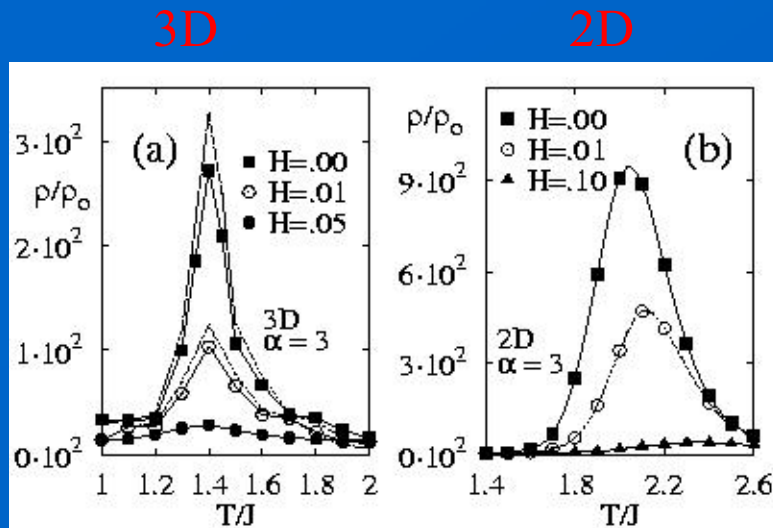 3D
2D
(a)
ρ/ρ₀
3·10²
2·10²
1·10²
0·10²
H=.00
H=.01
H=.05
3D
α = 3
1 1.2 1.4 1.6 1.8 2
T/J
(b)
ρ/ρ₀
9·10²
6·10²
3·10²
0·10²
H=.00
H=.01
H=.10
2D
α = 3
1.4 1.8 2.2 2.6
T/J